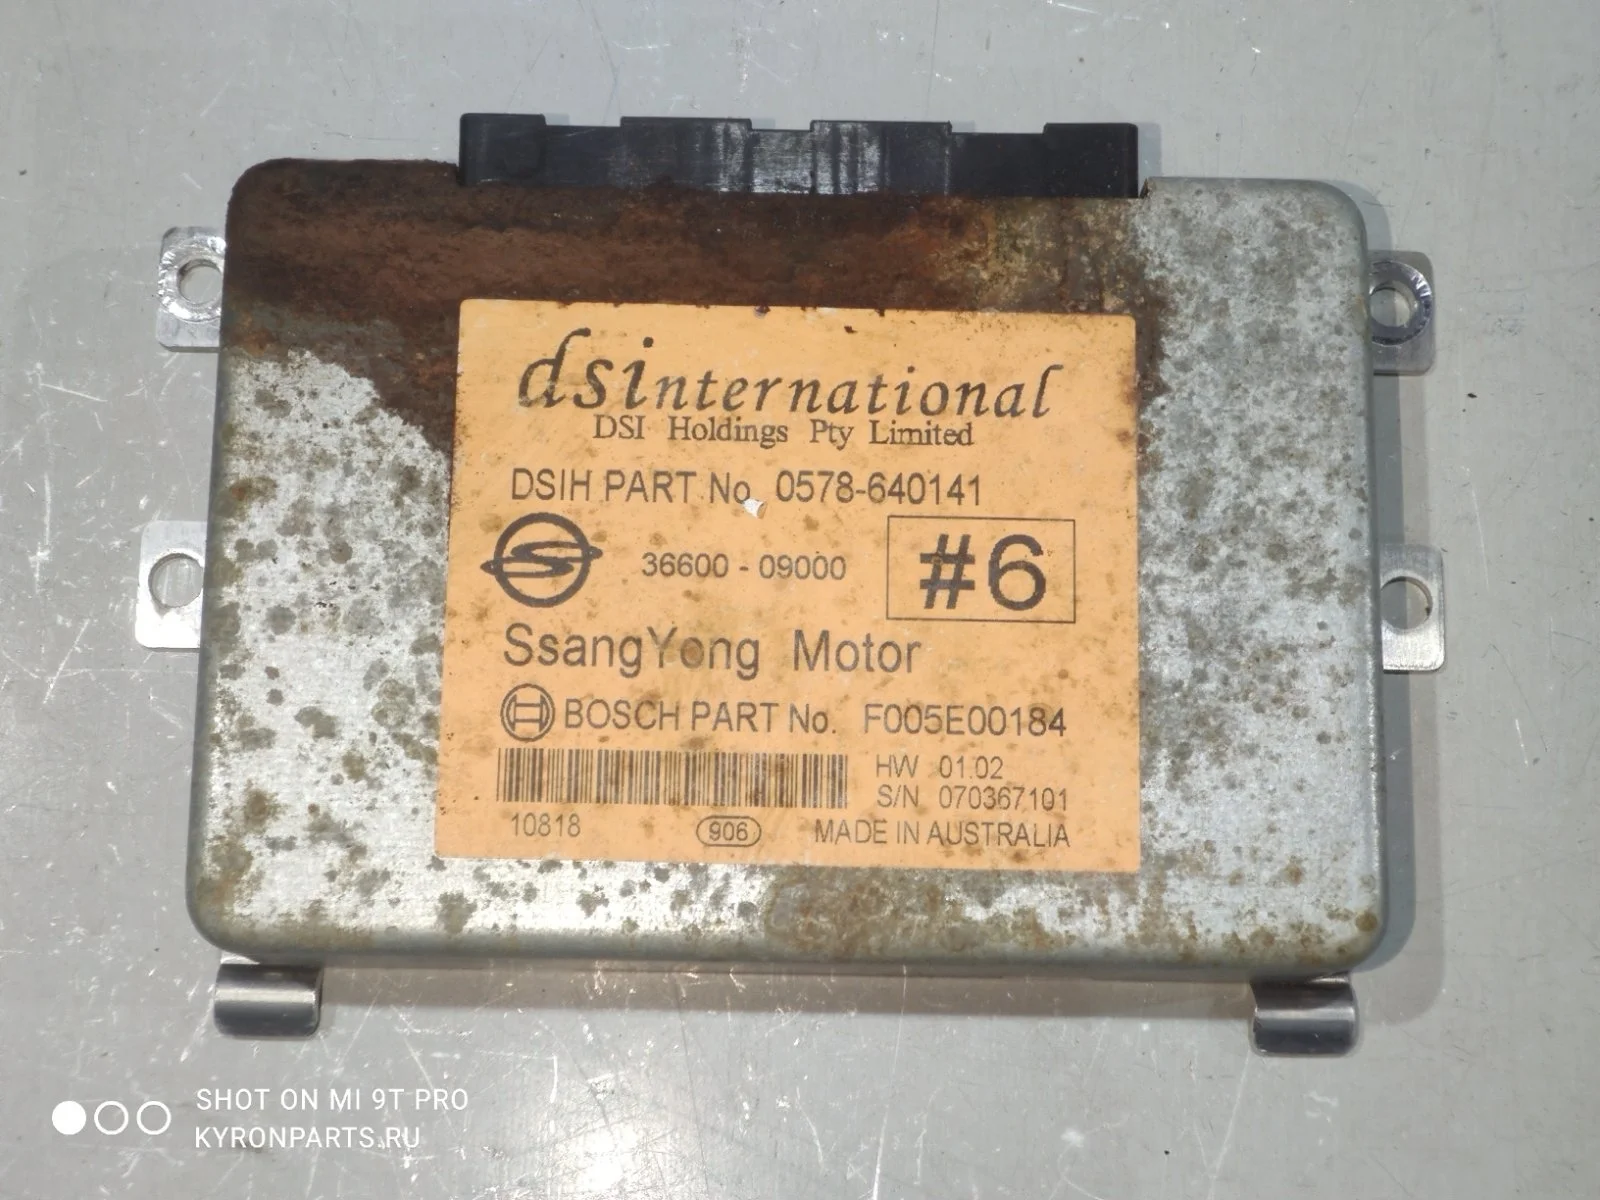 dsinternational
DSI Holdings Pty Limited
DSIH PART No. 0578-640141
36600 - 09000
#6
SsangYong Motor
BOSCH PART No. F005E00184
HW 01.02
S/N 070367101
10818
906
MADE IN AUSTRALIA
SHOT ON MI 9T PRO
KYRONPARTS.RU